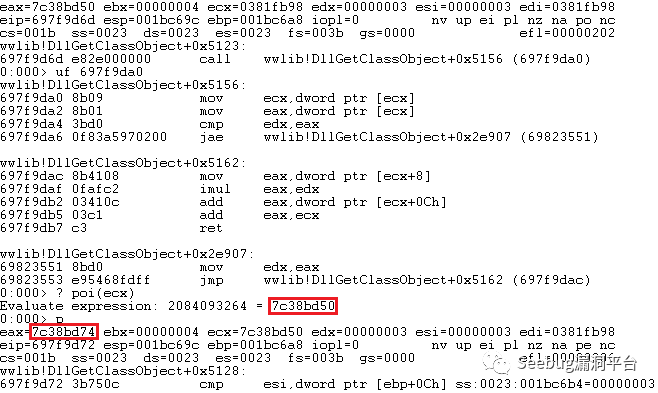 eax=7c38bd50 ebx=00000004 ecx=0381fb98 edx=00000003 esi=00000003 edi=0381fb98
eip=697f9d6d esp=001bc69c ebp=001bc6a8 iopl=0 nv up ei pl nz na po nc
cs=001b ss=0023 ds=0023 es=0023 fs=003b gs=0000 efl=00000202
wwlib!DllGetClassObject+0x5123:
697f9d6d e82e000000 call wwlib!DllGetClassObject+0x5156 (697f9da0)
0:000> uf 697f9da0
wwlib!DllGetClassObject+0x5156:
697f9da0 8b09 mov ecx,dword ptr [ecx]
697f9da2 8b01 mov eax,dword ptr [ecx]
697f9da4 3bd0 cmp edx,eax
697f9da6 0f83a5970200 jae wwlib!DllGetClassObject+0x2e907 (69823551)
wwlib!DllGetClassObject+0x5162:
697f9dac 8b4108 mov eax,dword ptr [ecx+8]
697f9daf 0fafc2 imul eax,edx
697f9db2 03410c add eax,dword ptr [ecx+0Ch]
697f9db5 03c1 add eax,ecx
697f9db7 c3 ret
wwlib!DllGetClassObject+0x2e907:
69823551 8bd0 mov edx,eax
69823553 e95468fdff jmp wwlib!DllGetClassObject+0x5162 (697f9dac)
0:000> ? poi(ecx)
Evaluate expression: 2084093264 = 7c38bd50
0:000> p
eax=7c38bd74 ebx=00000004 ecx=7c38bd50 edx=00000003 esi=00000003 edi=0381fb98
eip=697f9d72 esp=001bc69c ebp=001bc6a8 iopl=0 nv up ei pl nz na pe nc
cs=001b ss=0023 ds=0023 es=0023 fs=003b gs=0000
Seebug漏洞平台
wwlib!DllGetClassObject+0x5128:
697f9d72 3b750c cmp esi,dword ptr [ebp+0Ch] ss:0023:001bc6b4=00000003